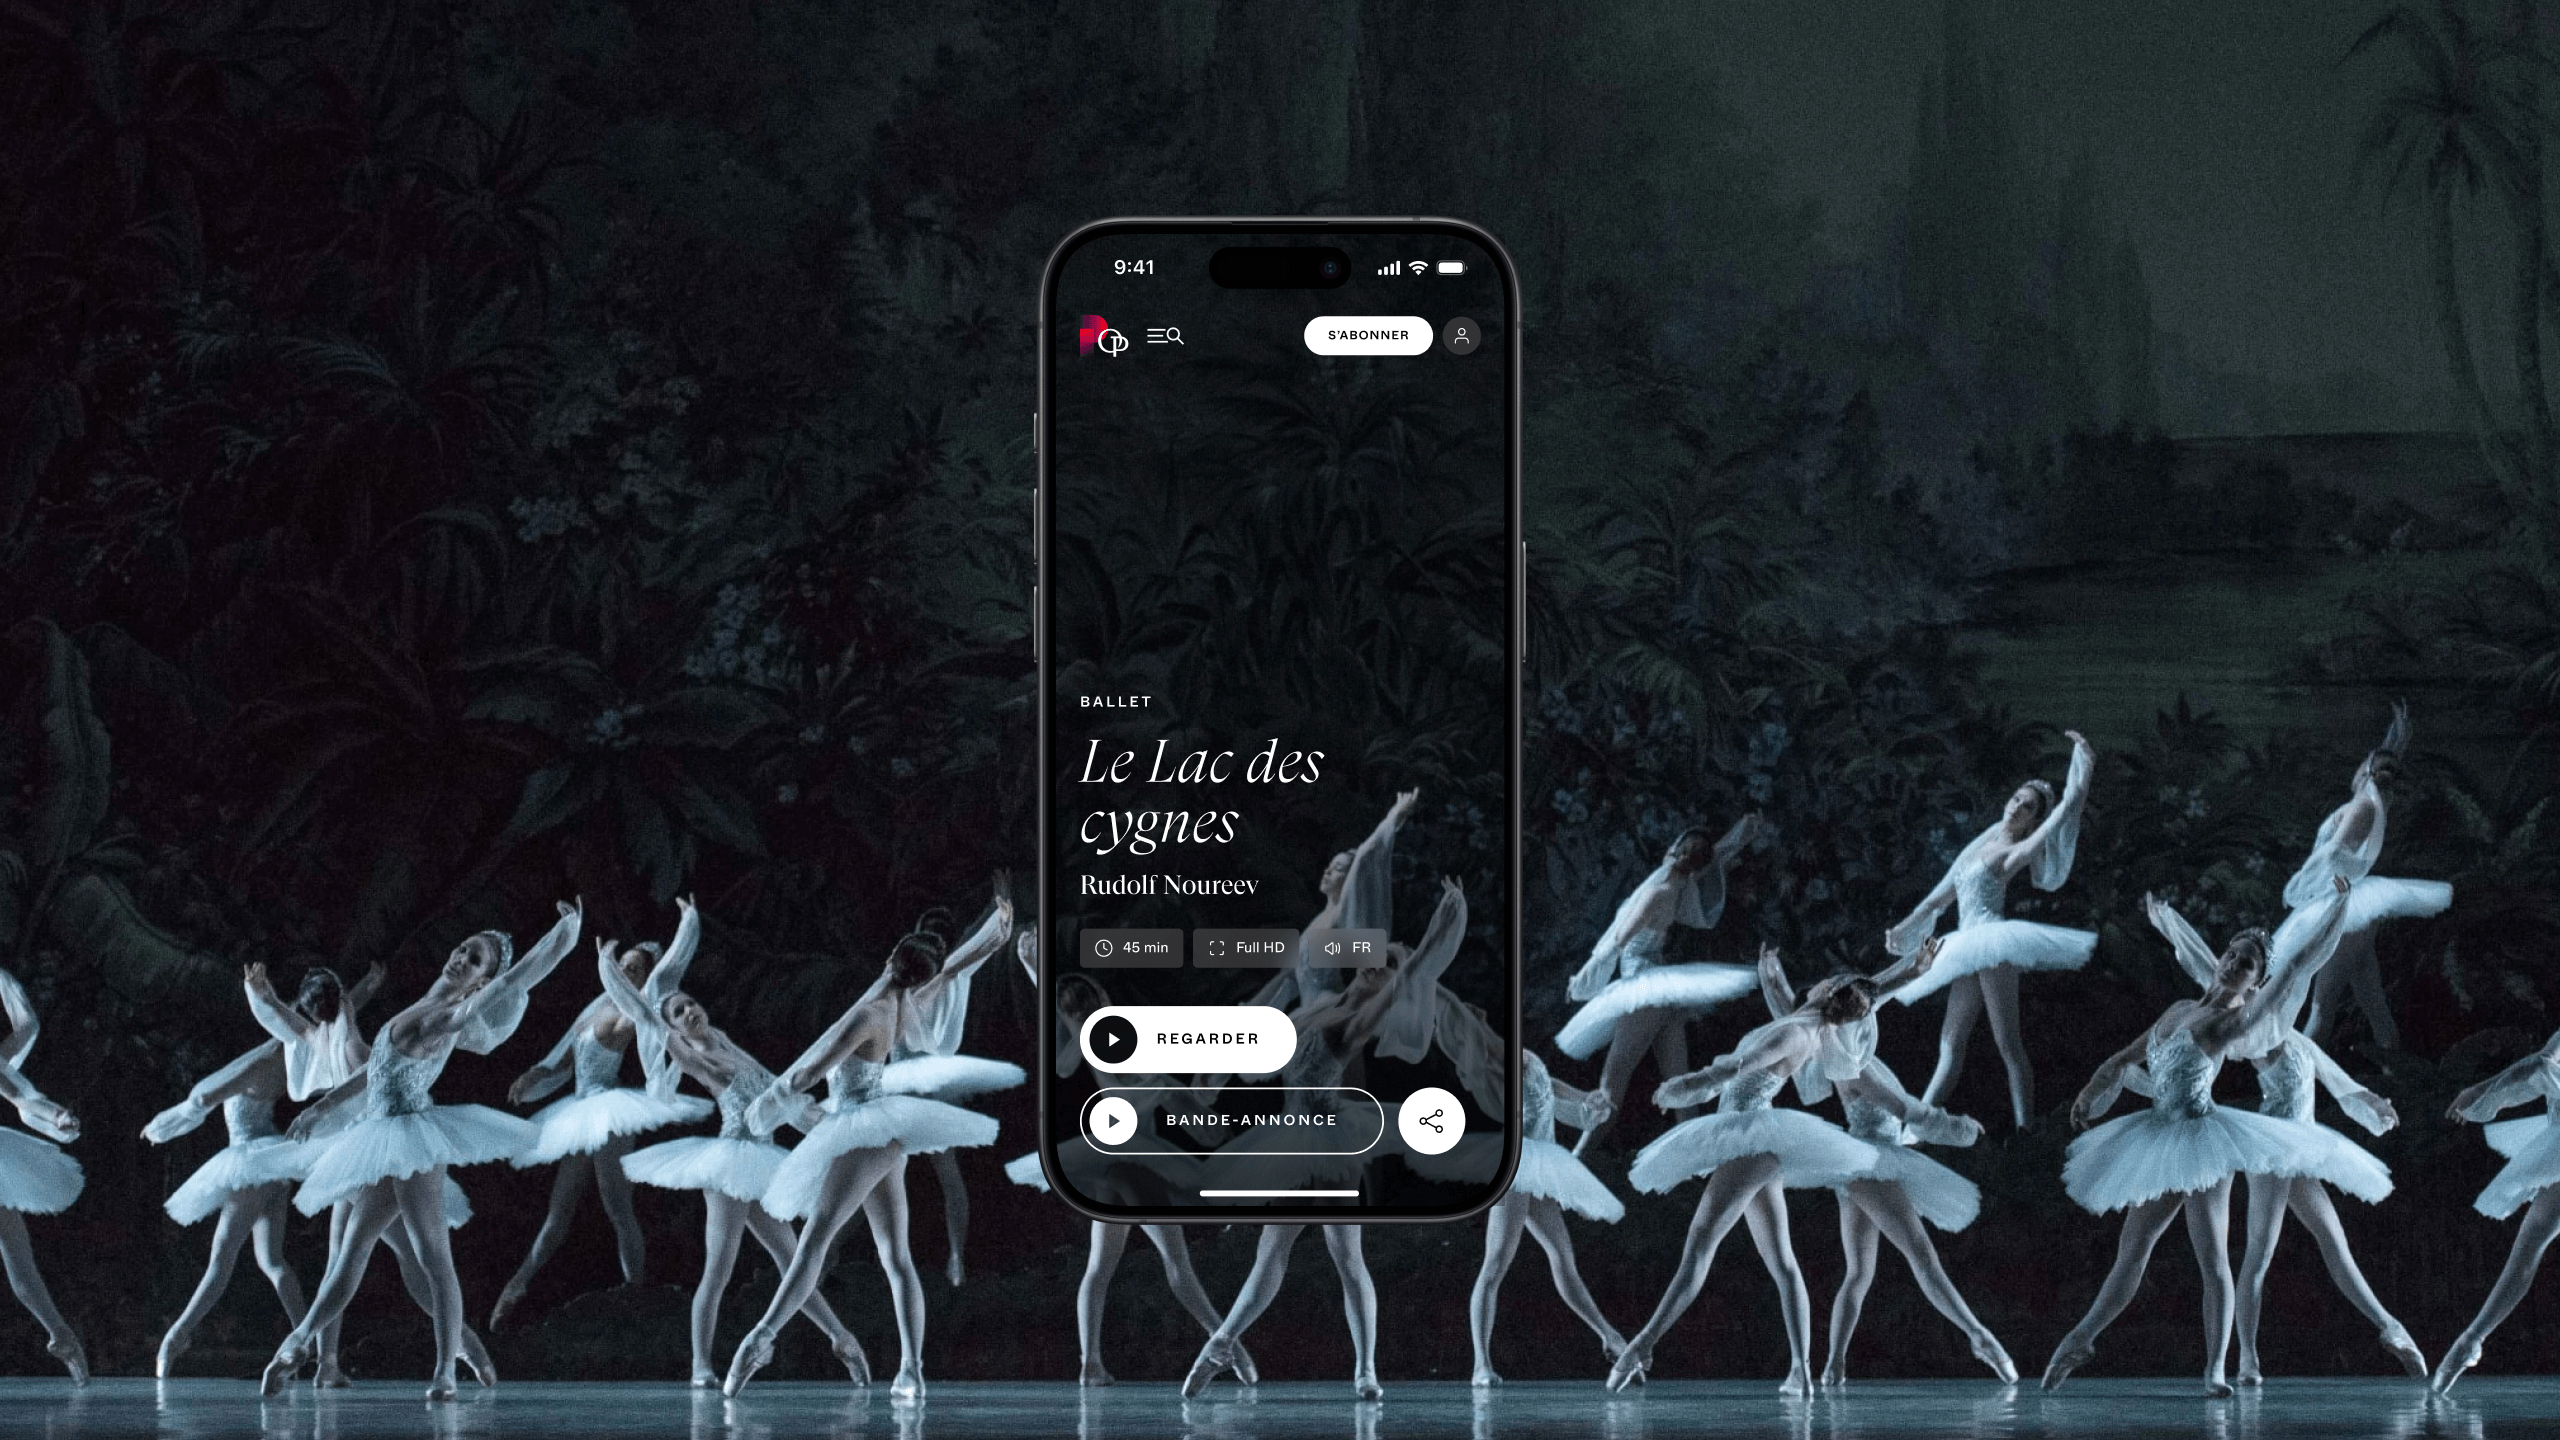 9:41
S'ABONNER
BALLET
Le Lac des
cygnes
Rudolf Noureev
45 min
Full HD
FR
REGARDER
BANDE-ANNONCE